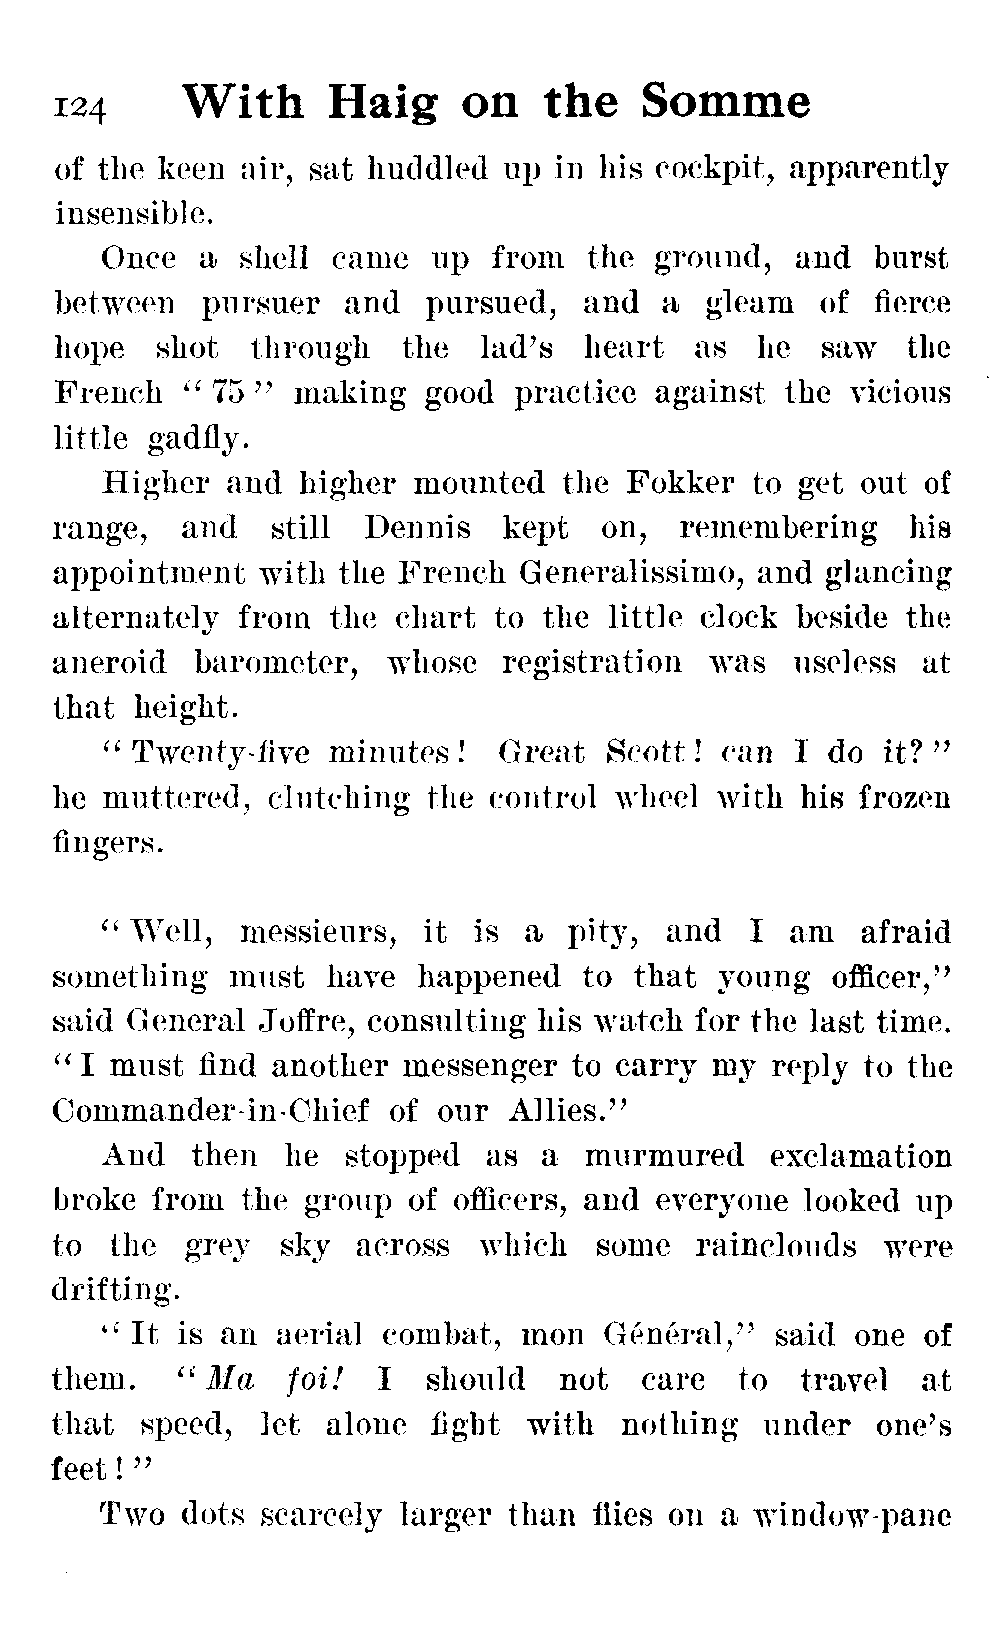 124 With Haig on the Somme
of the keen air, sat huddled up in his cockpit, apparently
insensible.
Once a shell came up from the ground, and burst
between pursuer and pursued, and a gleam of fierce
hope shot through the lad's heart as he saw the
French “ 75 ” making good practice against the vicious
little gadfly.
Higher and higher mounted the Fokker to get out of
range, and still Dennis kept on, remembering his
appointment with the French Generalissimo, and glancing
alternately from the chart to the little clock beside the
aneroid barometer, whose registration was useless at
that height.
“ Twenty-five minutes! Great Scott! can I do it? ”
he muttered, clutching the control wheel with his frozen
fingers.
“ Well, messieurs, it is a pity, and I am afraid
something must have happened to that young officer,”
said General Joffre, consulting his watch for the last time.
“ I must find another messenger to carry my reply to the
Commander-in-Chief of our Allies.”
And then he stopped as a murmured exclamation
broke from the group of officers, and everyone looked up
to the grey sky across which some rainclouds were
drifting.
“ It is an aerial combat, mon Général,” said one of
them. “ Ma foi! I should not care to travel at
that speed, let alone fight with nothing under one's
feet ! ”
Two dots scarcely larger than flies on a window-pane